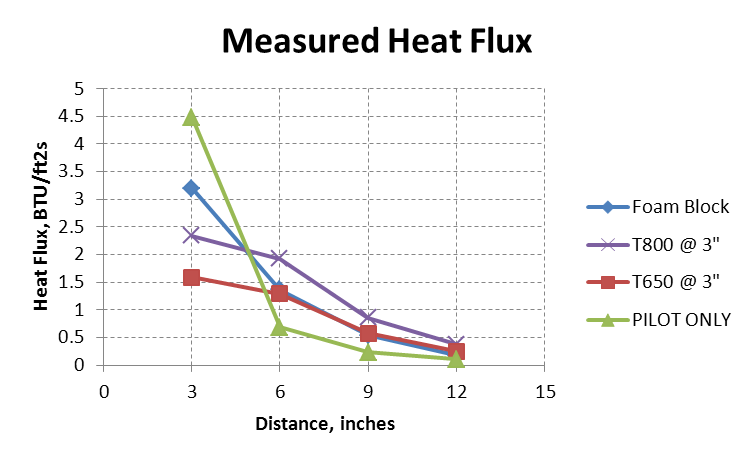 Measured Heat Flux
Heat Flux, BTU/ft2s
5
4.5
4
3.5
3
2.5
2
1.5
1
0.5
0
0 3 6 9 12 15
Distance, inches
Foam Block
T800 @ 3"
T650 @ 3"
PILOT ONLY